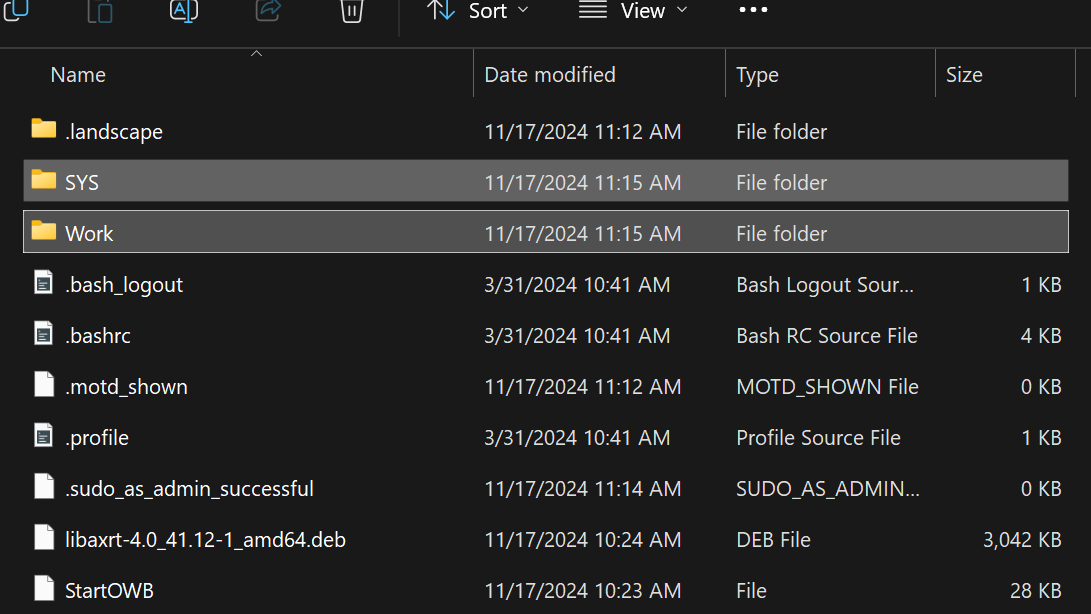 Sort View
Name Date modified Type Size
.landscape 11/17/2024 11:12 AM File folder
SYS 11/17/2024 11:15 AM File folder
Work 11/17/2024 11:15 AM File folder
.bash_logout 3/31/2024 10:41 AM Bash Logout Sour... 1 KB
.bashrc 3/31/2024 10:41 AM Bash RC Source File 4 KB
.motd_shown 11/17/2024 11:12 AM MOTD_SHOWN File 0 KB
.profile 3/31/2024 10:41 AM Profile Source File 1 KB
.sudo_as_admin_successful 11/17/2024 11:14 AM SUDO_AS_ADMIN... 0 KB
libaxrt-4.0_41.12-1_amd64.deb 11/17/2024 10:24 AM DEB File 3,042 KB
StartOWB 11/17/2024 10:23 AM File 28 KB